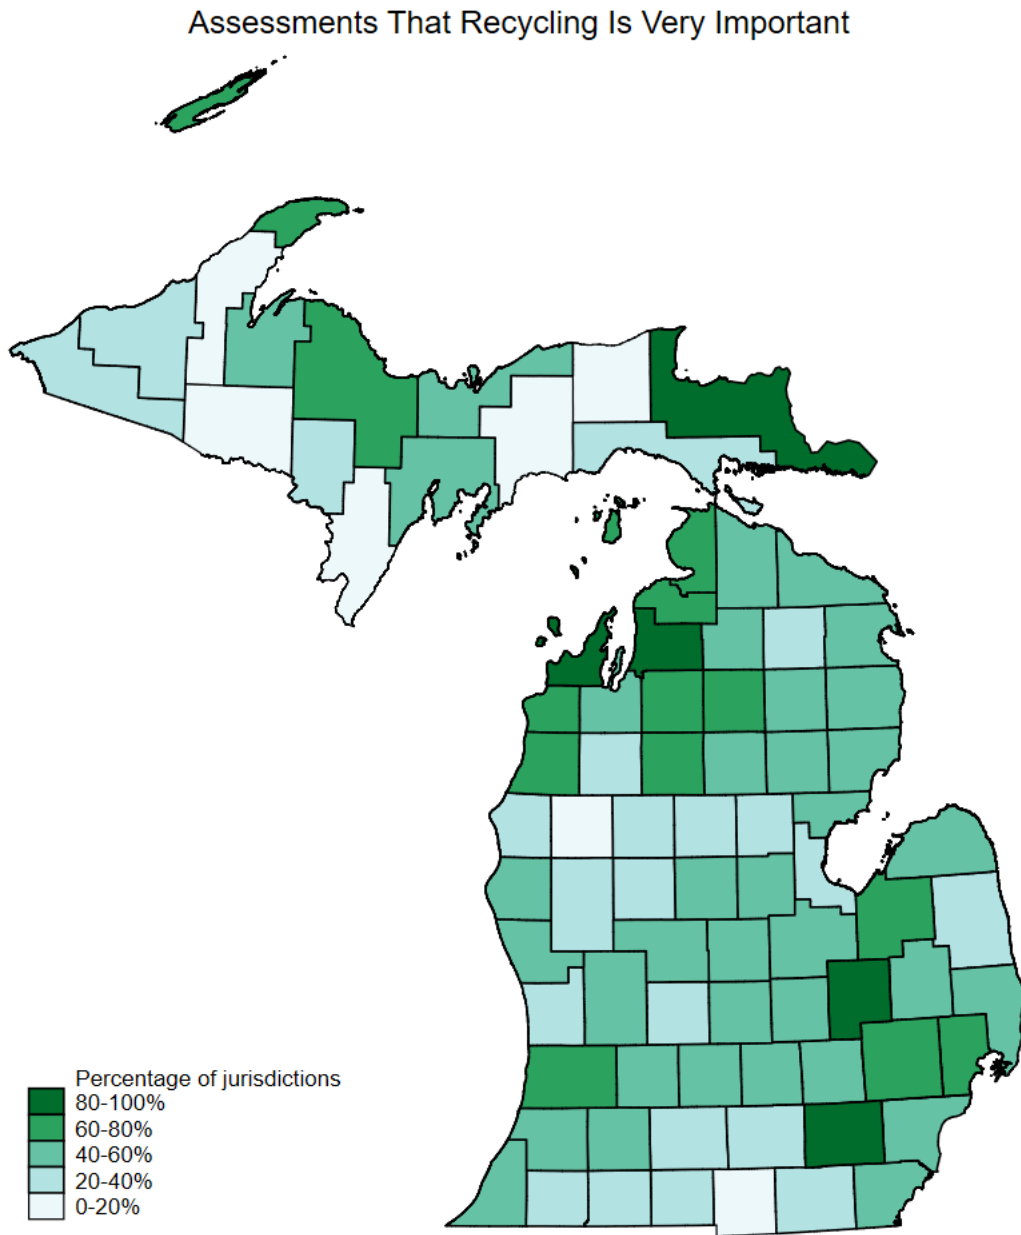 Assessments That Recycling Is Very Important
Percentage of jurisdictions
80-100%
60-80%
40-60%
20-40%
0-20%